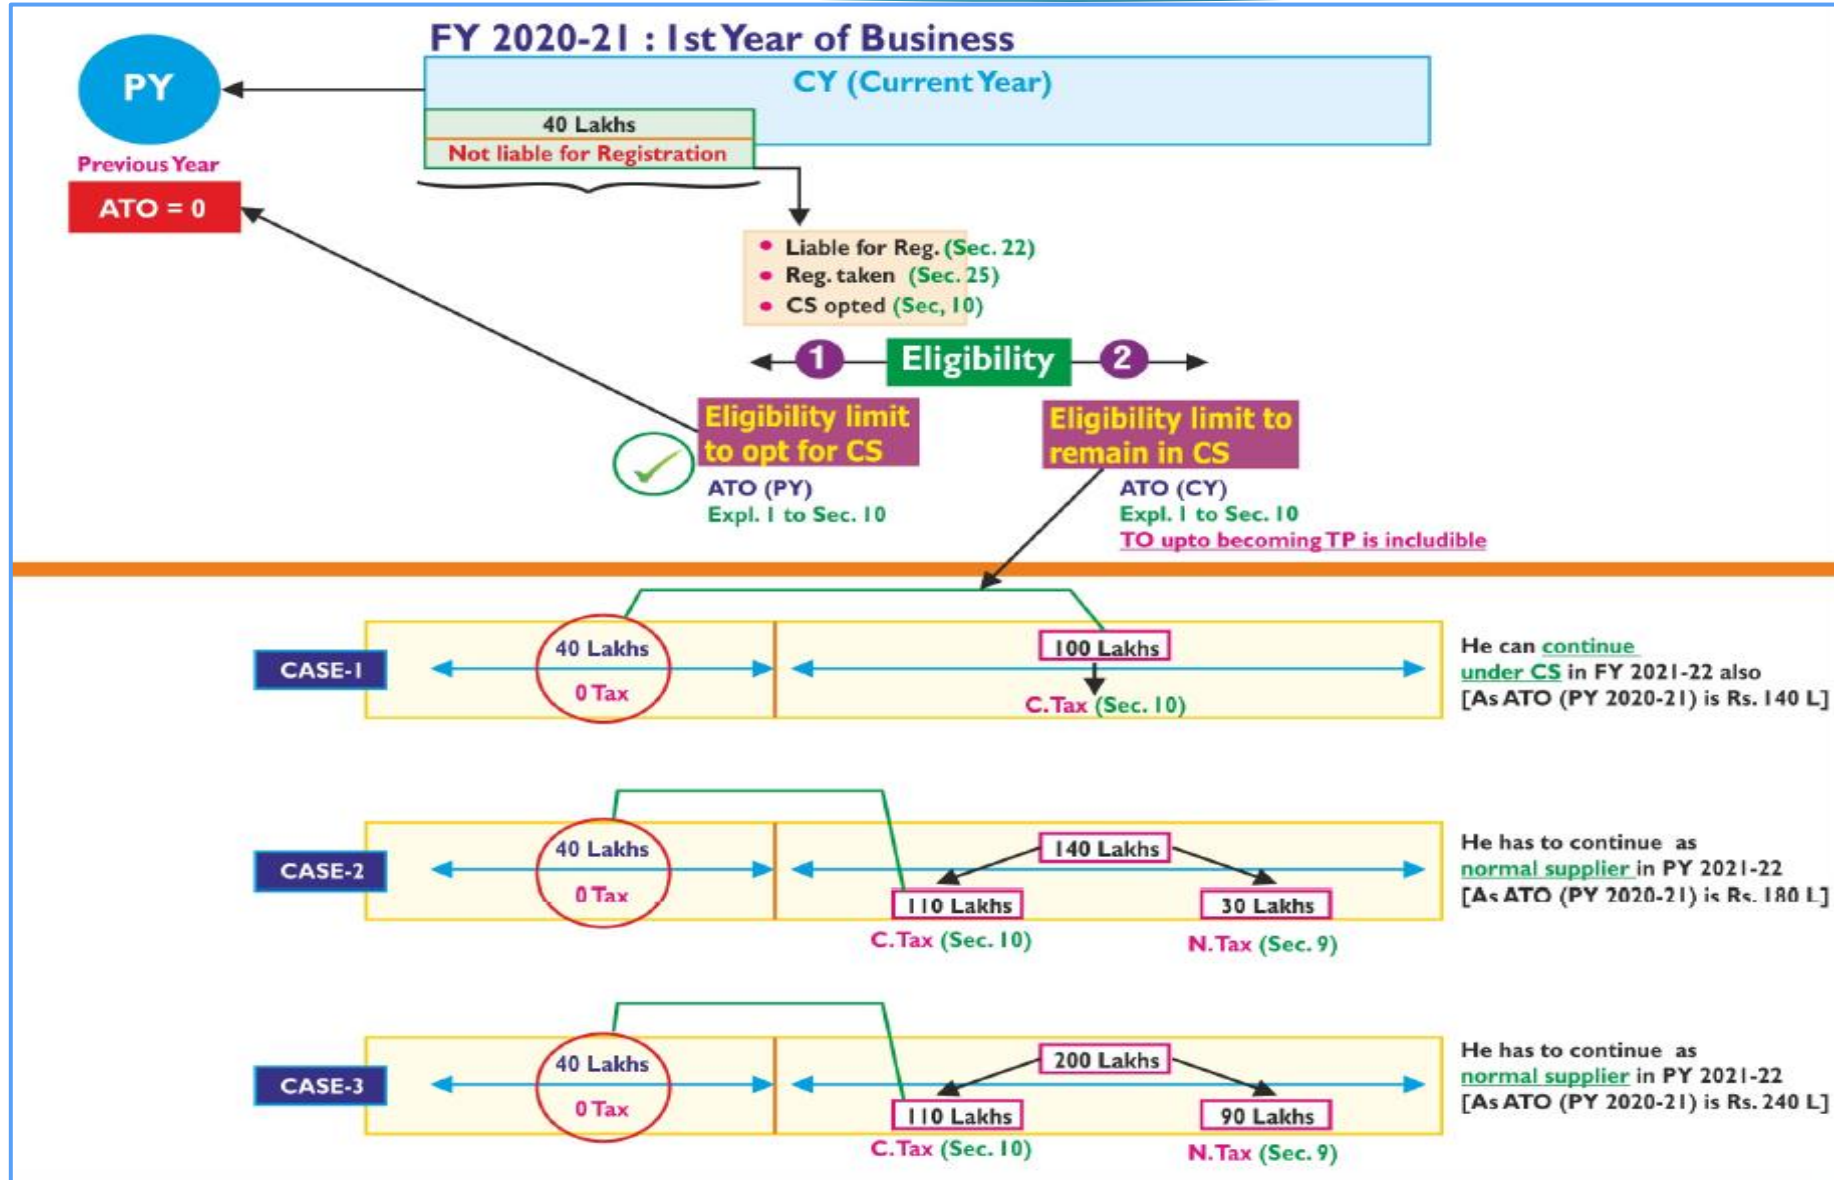 FY 2020-21 : 1st Year of Business
PY
CY (Current Year)
40 Lakhs
Not liable for Registration
Previous Year
ATO = 0
• Liable for Reg. (Sec. 22)
• Reg. taken (Sec. 25)
• CS opted (Sec, 10)
1 Eligibility 2
Eligibility limit
to opt for CS
ATO (PY)
Expl. 1 to Sec. 10
Eligibility limit to
remain in CS
ATO (CY)
Expl. 1 to Sec. 10
TO upto becoming TP is includible
CASE-1
40 Lakhs
0 Tax
100 Lakhs
C.Tax (Sec. 10)
He can continue
under CS in FY 2021-22 also
[As ATO (PY 2020-21) is Rs. 140 L]
CASE-2
40 Lakhs
0 Tax
140 Lakhs
110 Lakhs
30 Lakhs
C.Tax (Sec. 10)
N.Tax (Sec. 9)
He has to continue as
normal supplier in PY 2021-22
[As ATO (PY 2020-21) is Rs. 180 L]
CASE-3
40 Lakhs
0 Tax
200 Lakhs
110 Lakhs
90 Lakhs
C.Tax (Sec. 10)
N.Tax (Sec. 9)
He has to continue as
normal supplier in PY 2021-22
[As ATO (PY 2020-21) is Rs. 240 L]